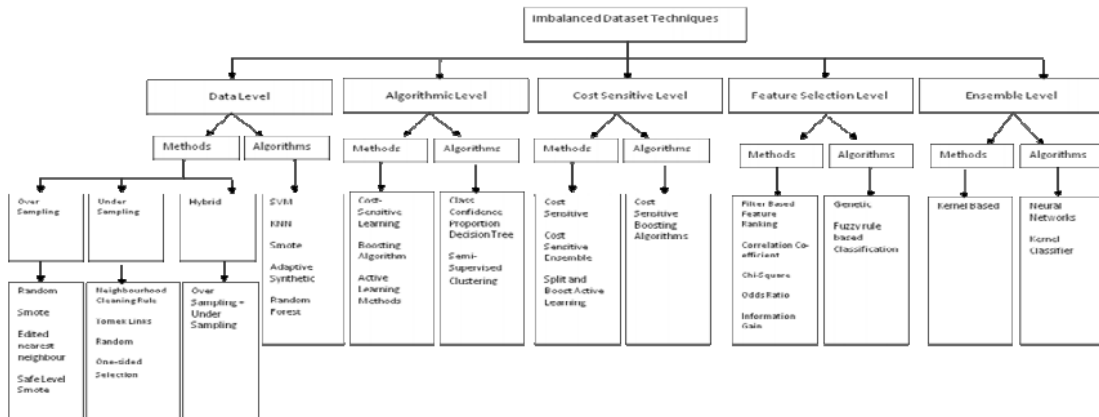 Imbalanced Dataset Techniques
Data Level
Algorithmic Level
Cost Sensitive Level
Feature Selection Level
Ensemble Level
Methods
Algorithms
Methods
Algorithms
Methods
Algorithms
Methods
Algorithms
Methods
Algorithms
Over
Sampling
Under
Sampling
Hybrid
SVM
KNN
Smote
Adaptive
Synthetic
Random
Forest
Cost-
Sensitive
Learning
Boosting
Algorithm
Active
Learning
Methods
Class
Confidence
Proportion
Decision Tree
Semi-
Supervised
Clustering
Cost
Sensitive
Cost
Sensitive
Ensemble
Split and
Boost Active
Learning
Cost
Sensitive
Boosting
Algorithms
Filter Based
Feature
Ranking
Correlation Co-
efficient
Chi-Square
Odds Ratio
Information
Gain
Genetic
Fuzzy rule
based
Classification
Kernel Based
Neural
Networks
Kernel
Classifier
Random
Smote
Edited
nearest
neighbour
Safe Level
Smote
Neighbourhood
Cleaning Rule
Tomek Links
Random
One-sided
Selection
Over
Sampling +
Under
Sampling